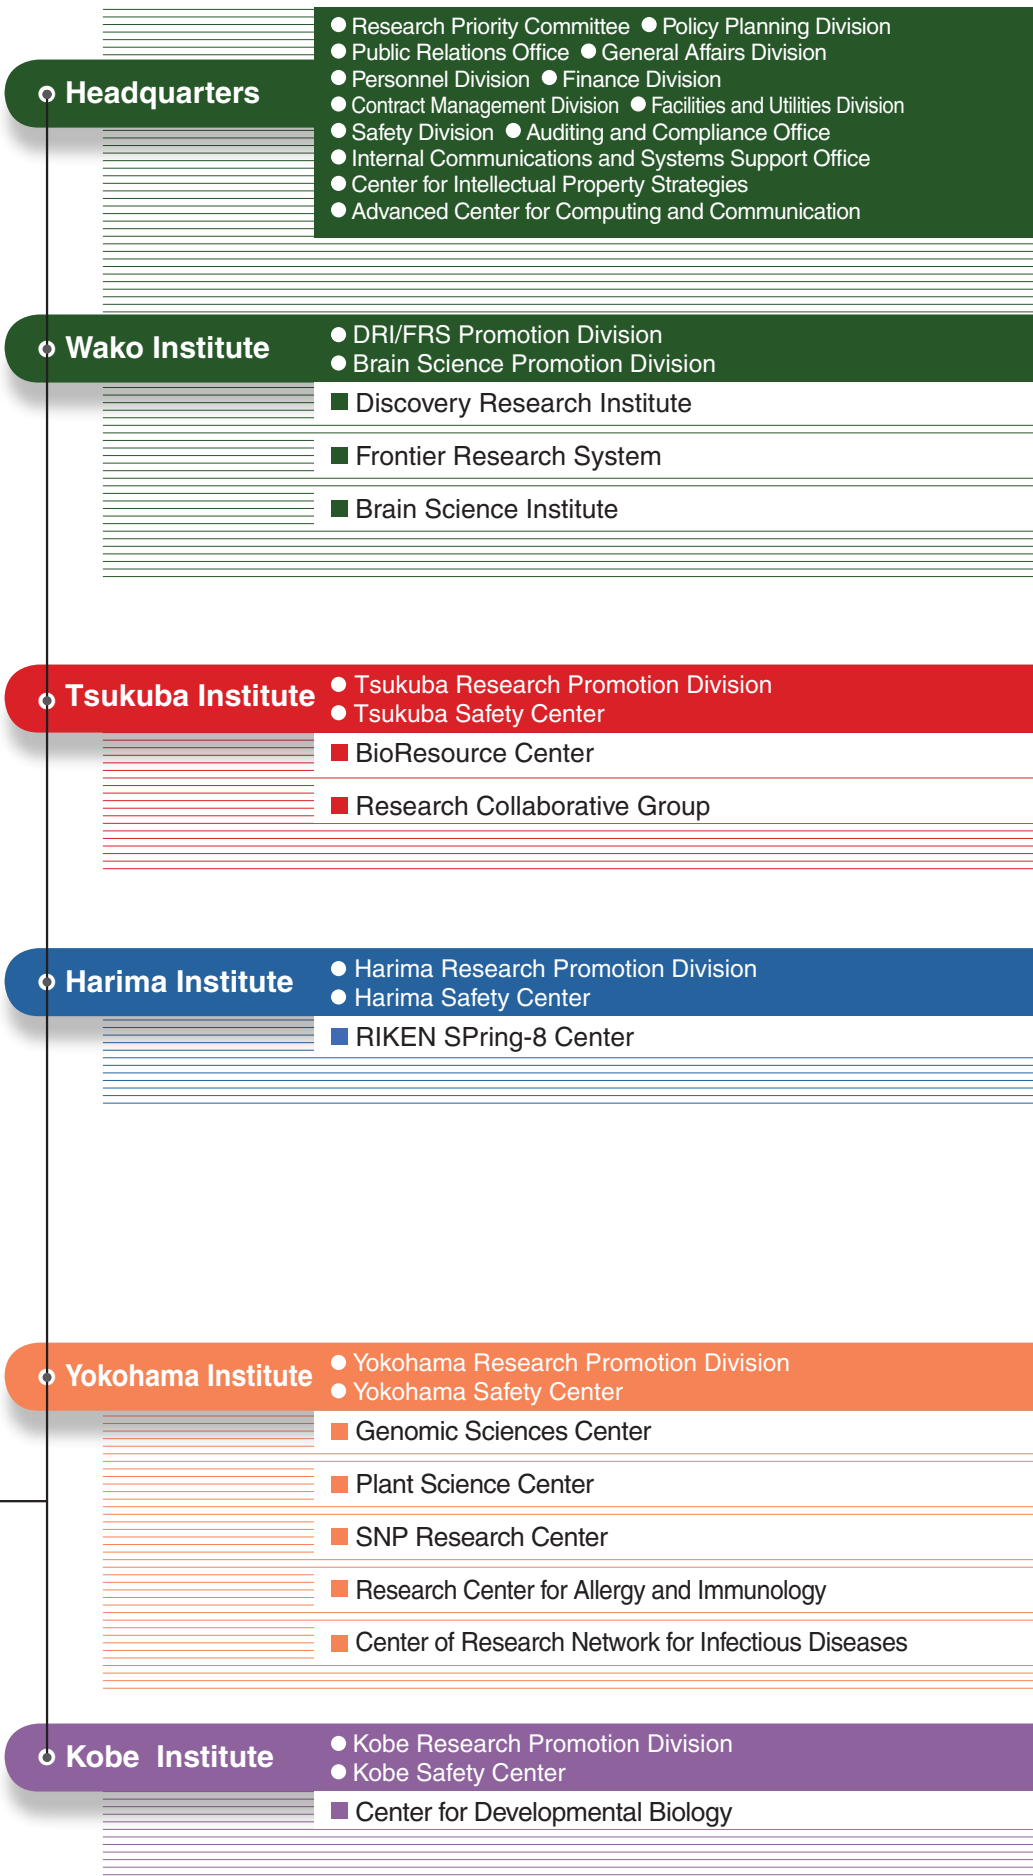 ● Research Priority Committee ● Policy Planning Division
● Public Relations Office ● General Affairs Division
Headquarters
● Personnel Division ● Finance Division
● Contract Management Division ● Facilities and Utilities Division
● Safety Division ● Auditing and Compliance Office
● Internal Communications and Systems Support Office
● Center for Intellectual Property Strategies
● Advanced Center for Computing and Communication
Wako Institute
● DRI/FRS Promotion Division
● Brain Science Promotion Division
■ Discovery Research Institute
■ Frontier Research System
■ Brain Science Institute
Tsukuba Institute
● Tsukuba Research Promotion Division
● Tsukuba Safety Center
■ BioResource Center
■ Research Collaborative Group
Harima Institute
● Harima Research Promotion Division
● Harima Safety Center
■ RIKEN SPring-8 Center
Yokohama Institute
● Yokohama Research Promotion Division
● Yokohama Safety Center
■ Genomic Sciences Center
■ Plant Science Center
■ SNP Research Center
■ Research Center for Allergy and Immunology
■ Center of Research Network for Infectious Diseases
Kobe Institute
● Kobe Research Promotion Division
● Kobe Safety Center
■ Center for Developmental Biology